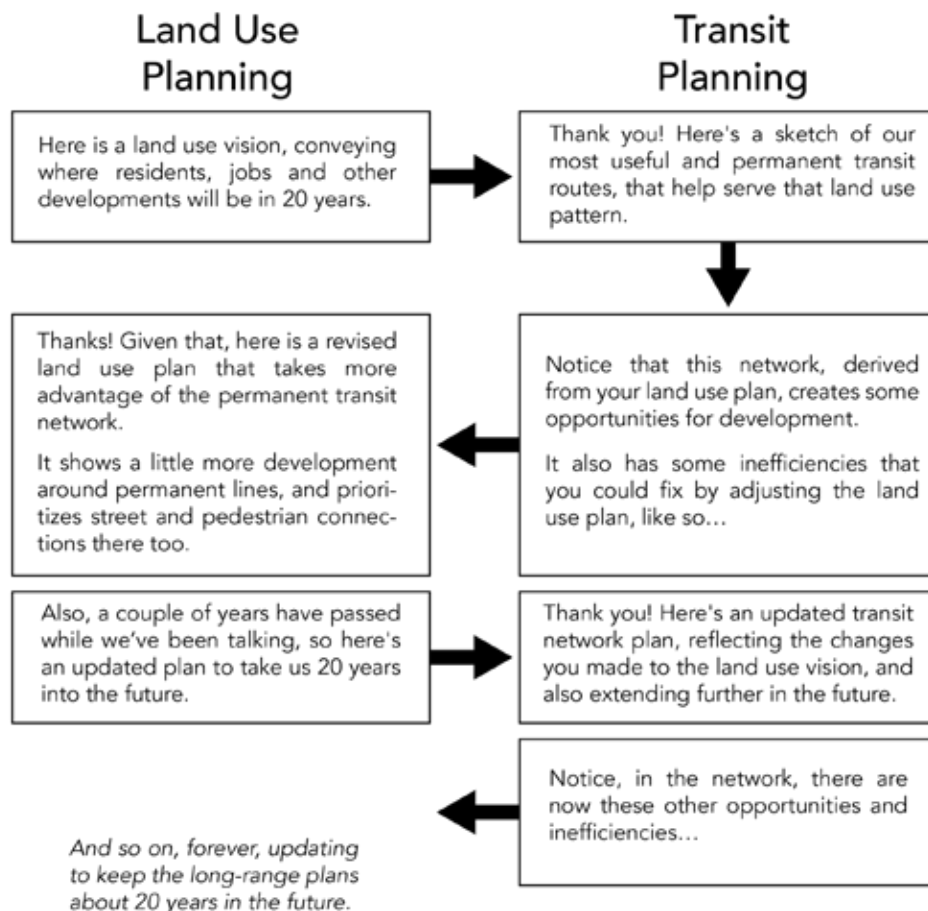 Land Use
Planning
Transit
Planning
Here is a land use vision, conveying
where residents, jobs and other
developments will be in 20 years.
Thank you! Here's a sketch of our
most useful and permanent transit
routes, that help serve that land use
pattern.
Notice that this network, derived
from your land use plan, creates some
opportunities for development.
It also has some inefficiencies that
you could fix by adjusting the land
use plan, like so...
Thanks! Given that, here is a revised
land use plan that takes more
advantage of the permanent transit
network.
It shows a little more development
around permanent lines, and priori-
tizes street and pedestrian connec-
tions there too.
Also, a couple of years have passed
while we've been talking, so here's
an updated plan to take us 20 years
into the future.
Thank you! Here's an updated transit
network plan, reflecting the changes
you made to the land use vision, and
also extending further in the future.
Notice, in the network, there are
now these other opportunities and
inefficiencies...
And so on, forever, updating
to keep the long-range plans
about 20 years in the future.